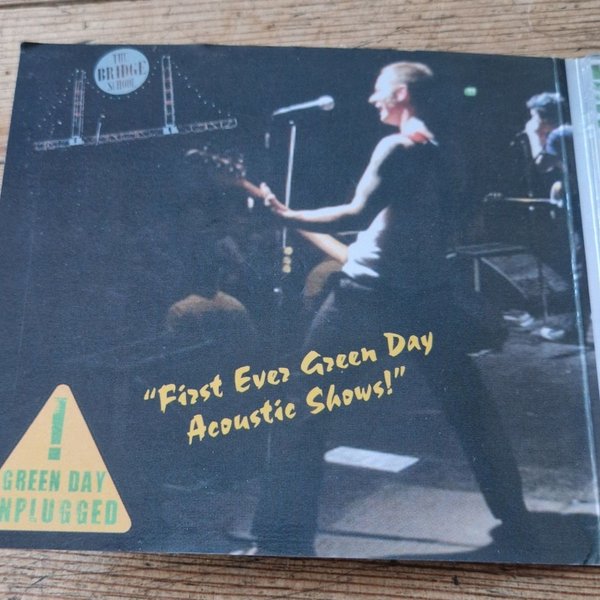 THE
BRIDGE
SCHOOL
"First Ever Green Day
Acoustic Shows!"
!
GREEN DAY
NPLUGGED